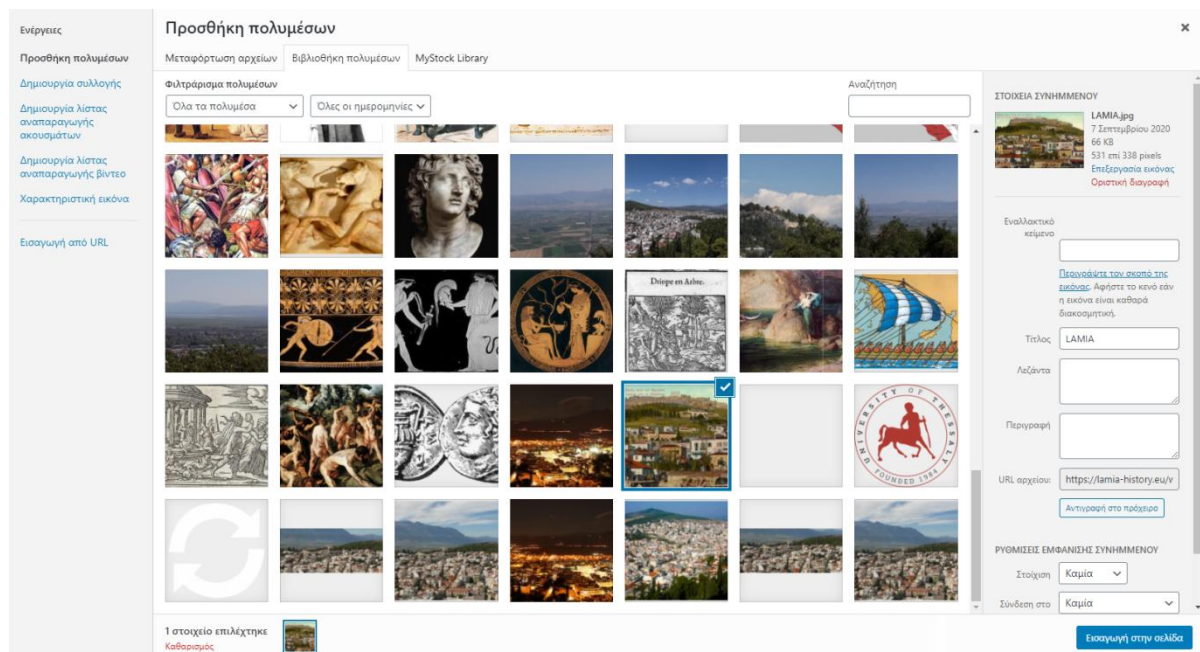 Ενέργειες
Προσθήκη πολυμέσων
Δημιουργία συλλογής
Δημιουργία λίστας
αναπαραγωγής
ακουσμάτων
Δημιουργία λίστας
αναπαραγωγής βίντεο
Χαρακτηριστική εικόνα
Εισαγωγή από URL
Προσθήκη πολυμέσων
Μεταφόρτωση αρχείων
Βιβλιοθήκη πολυμέσων
MyStock Library
Φιλτράρισμα πολυμέσων
Όλα τα πολυμέσα
Όλες οι ημερομηνίες
Αναζήτηση
Driope en Arbre.
UNIVERSITY OF THESSALY
FOUNDED 1984
ΣΤΟΙΧΕΙΑ ΣΥΝΗΜΜΕΝΟΥ
LAMIA.jpg
7 Σεπτεμβρίου 2020
66 KB
531 επί 338 pixels
Επεξεργασία εικόνας
Οριστική διαγραφή
Εναλλακτικό
κείμενο
Περιγράψτε τον σκοπό της
εικόνας. Αφήστε το κενό εάν
η εικόνα είναι καθαρά
διακοσμητική.
Τίτλος LAMIA
Λεζάντα
Περιγραφή
URL αρχείου: https://lamia-history.eu/v
Αντιγραφή στο πρόχειρο
ΡΥΘΜΙΣΕΙΣ ΕΜΦΑΝΙΣΗΣ ΣΥΝΗΜΜΕΝΟΥ
Στοίχιση Καμία
Σύνδεση στο Καμία
1 στοιχείο επιλέχτηκε
Καθαρισμός
Εισαγωγή στην σελίδα